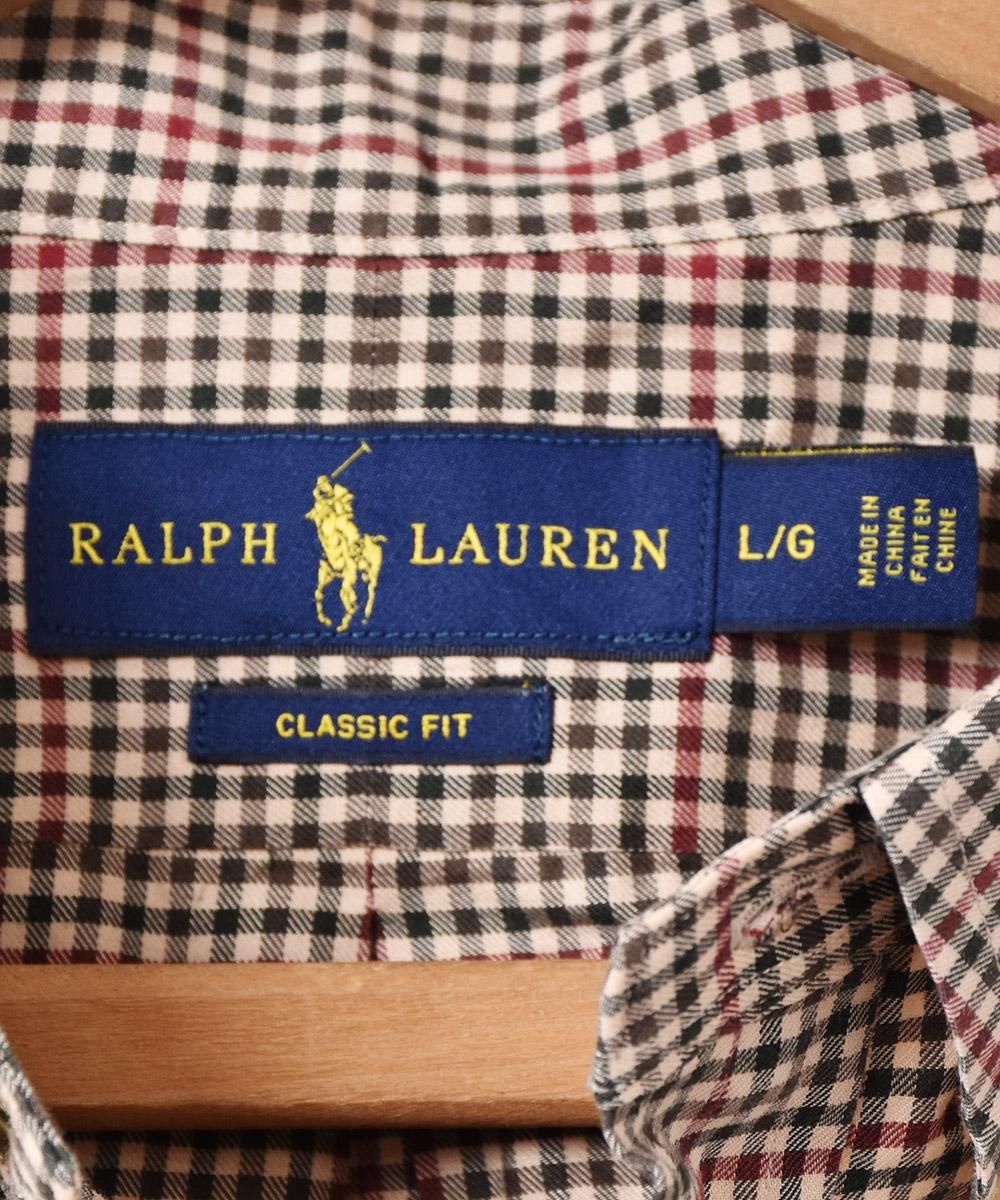 RALPH LAUREN
L/G
MADE IN
CHINA
FAIT EN
CHINE
CLASSIC FIT